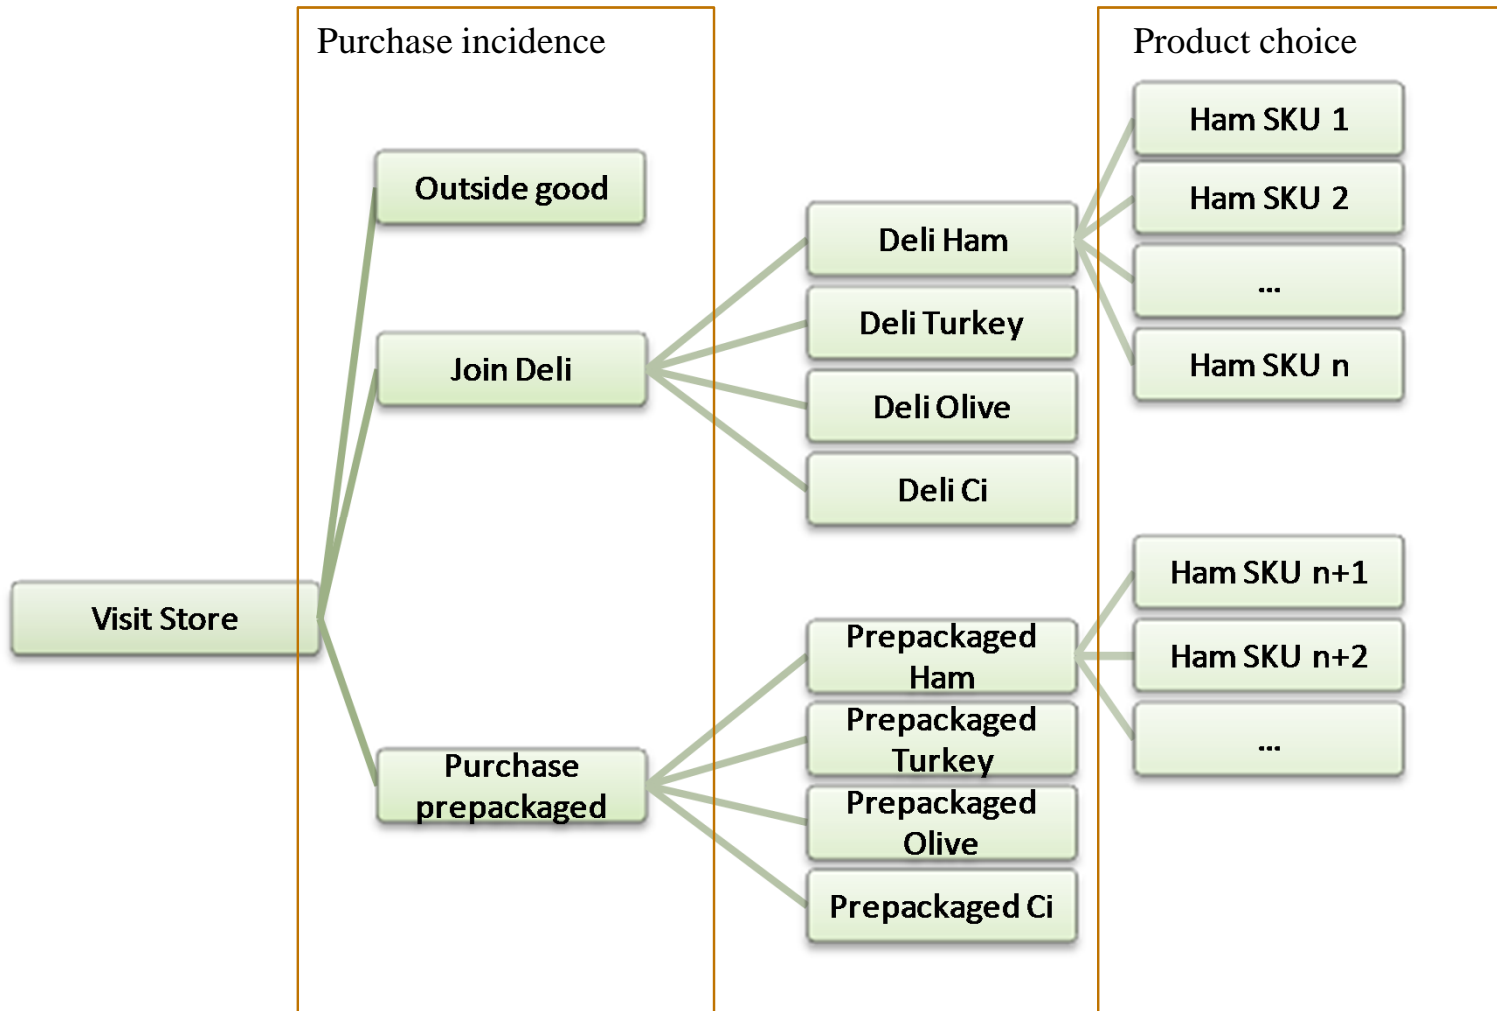 Purchase incidence
Product choice
Visit Store
Outside good
Join Deli
Purchase
prepackaged
Deli Ham
Deli Turkey
Deli Olive
Deli Ci
Prepackaged
Ham
Prepackaged
Turkey
Prepackaged
Olive
Prepackaged Ci
Ham SKU 1
Ham SKU 2
...
Ham SKU n
Ham SKU n+1
Ham SKU n+2
...